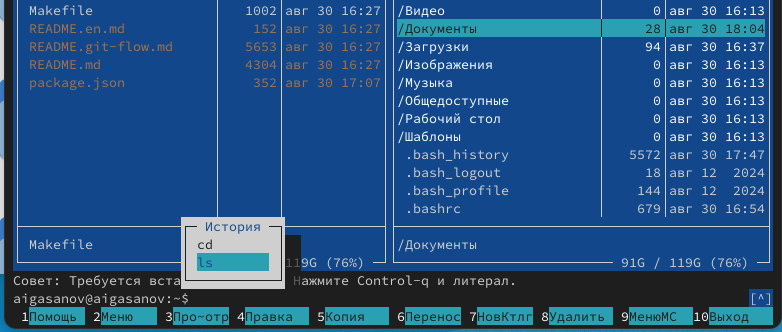 Makefile 1002 авг 30 16:27 /Видео 0 авг 30 16:13
README.en.md 152 авг 30 16:27 /Документы 28 авг 30 18:04
README.git-flow.md 5653 авг 30 16:27 /Загрузки 94 авг 30 16:37
README.md 4304 авг 30 16:27 /Изображения 0 авг 30 16:13
package.json 352 авг 30 17:07 /Музыка 0 авг 30 16:13
/Общедоступные 0 авг 30 16:13
/Рабочий стол 0 авг 30 16:13
/Шаблоны 0 авг 30 16:13
.bash_history 5572 авг 30 17:47
.bash_logout 18 авг 12 2024
.bash_profile 144 авг 12 2024
.bashrc 679 авг 30 16:54
История
Makefile cd /Документы
ls 119G (76%) 91G / 119G (76%)
Совет: Требуется вста Нажмите Control-q и литерал.
aigasanov@aigasanov:~$ [^]
1Помощь 2Меню 3Про~отр 4Правка 5Копия 6Перенос 7НовКтлг 8Удалить 9МенюМС 10Выход